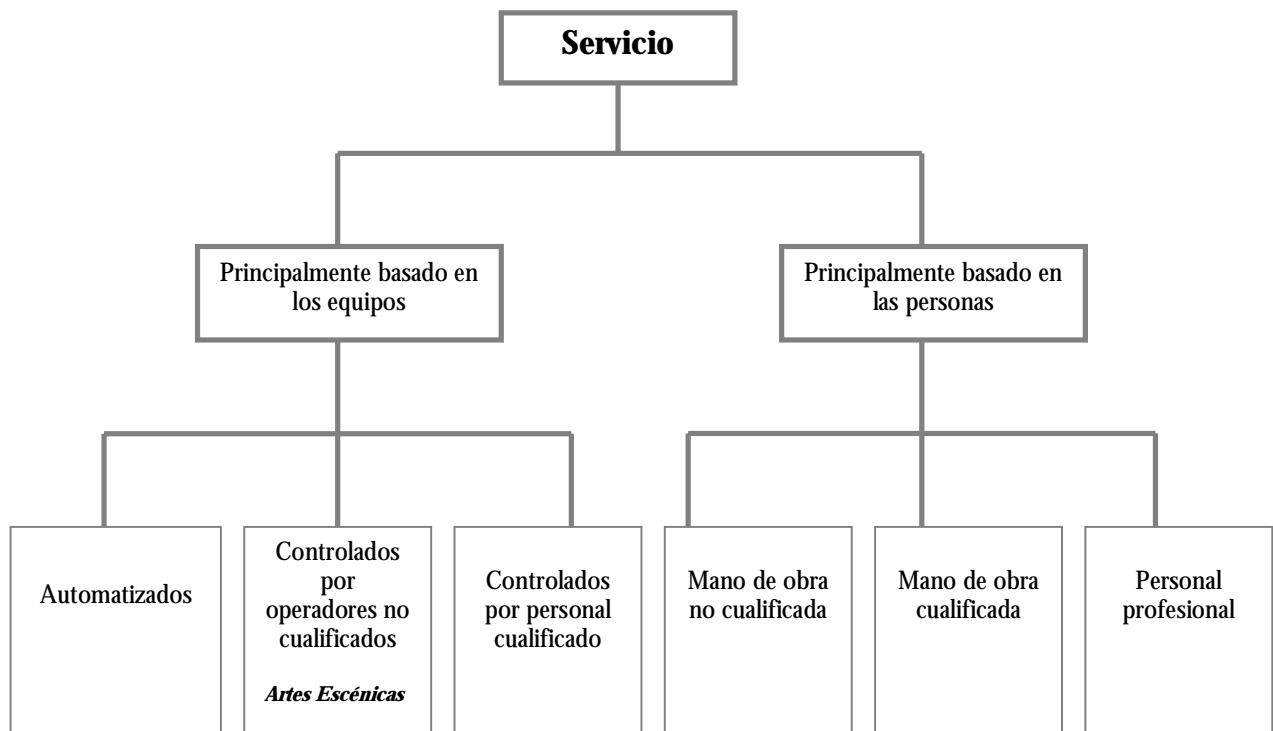 Servicio
Principalmente basado en
los equipos
Principalmente basado en
las personas
Automatizados
Controlados
por
operadores no
cualificados
Artes Escénicas
Controlados
por personal
cualificado
Mano de obra
no cualificada
Mano de obra
cualificada
Personal
profesional